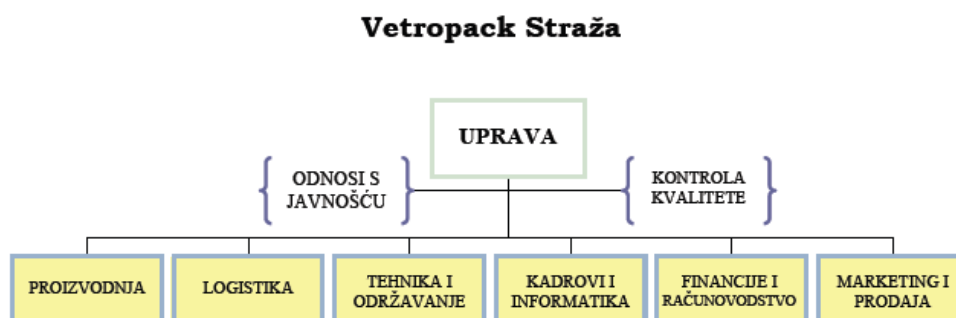 Vetropack Straža
UPRAVA
ODNOSI S
JAVNOŠĆU
KONTROLA
KVALITETE
PROIZVODNJA
LOGISTIKA
TEHNIKA I
ODRŽAVANJE
KADROVI I
INFORMATIKA
FINANCIJE I
RAČUNOVODSTVO
MARKETING I
PRODAJA